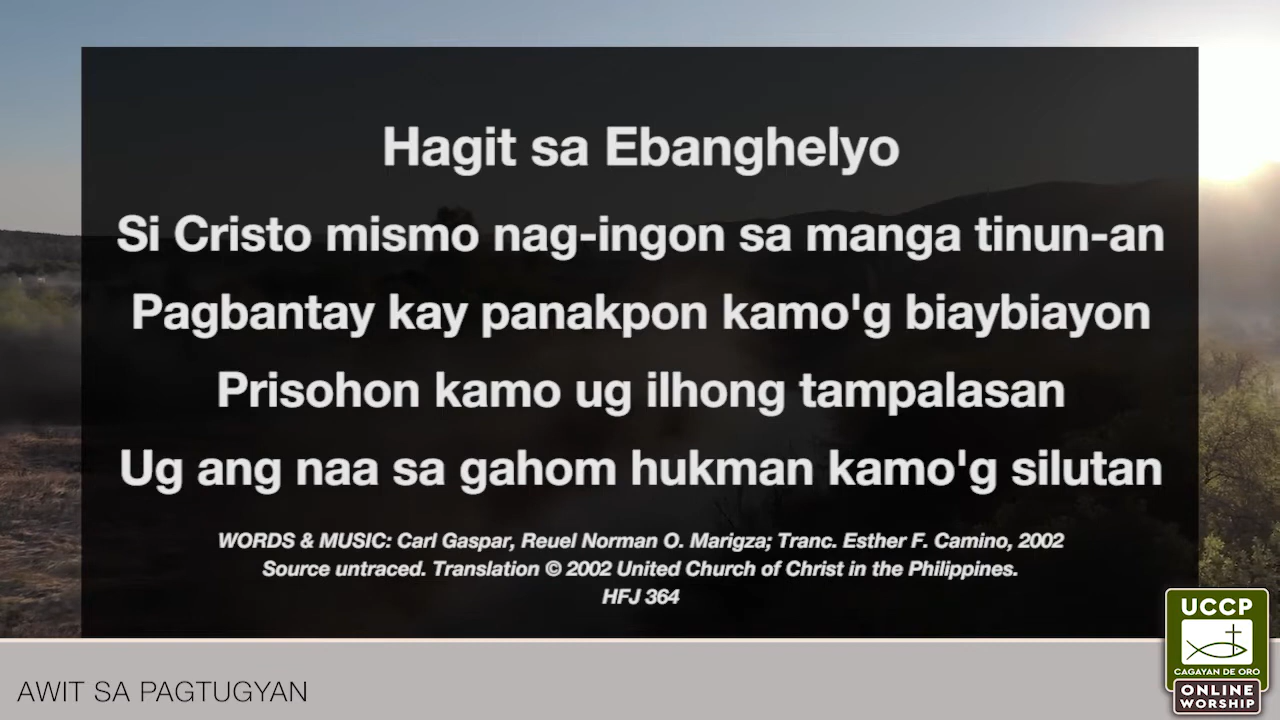 Hagit sa Ebanghelyo
Si Cristo mismo nag-ingon sa manga tinun-an
Pagbantay kay panakpon kamo'g biaybiayon
Prisohon kamo ug ilhong tampalasan
Ug ang naa sa gahom hukman kamo'g silutan
WORDS & MUSIC: Carl Gaspar, Reuel Norman O. Marigza; Tranc. Esther F. Camino, 2002
Source untraced. Translation © 2002 United Church of Christ in the Philippines.
HFJ 364
UCCP
CAGAYAN DE ORO
ONLINE
WORSHIP
AWIT SA PAGTUGYAN